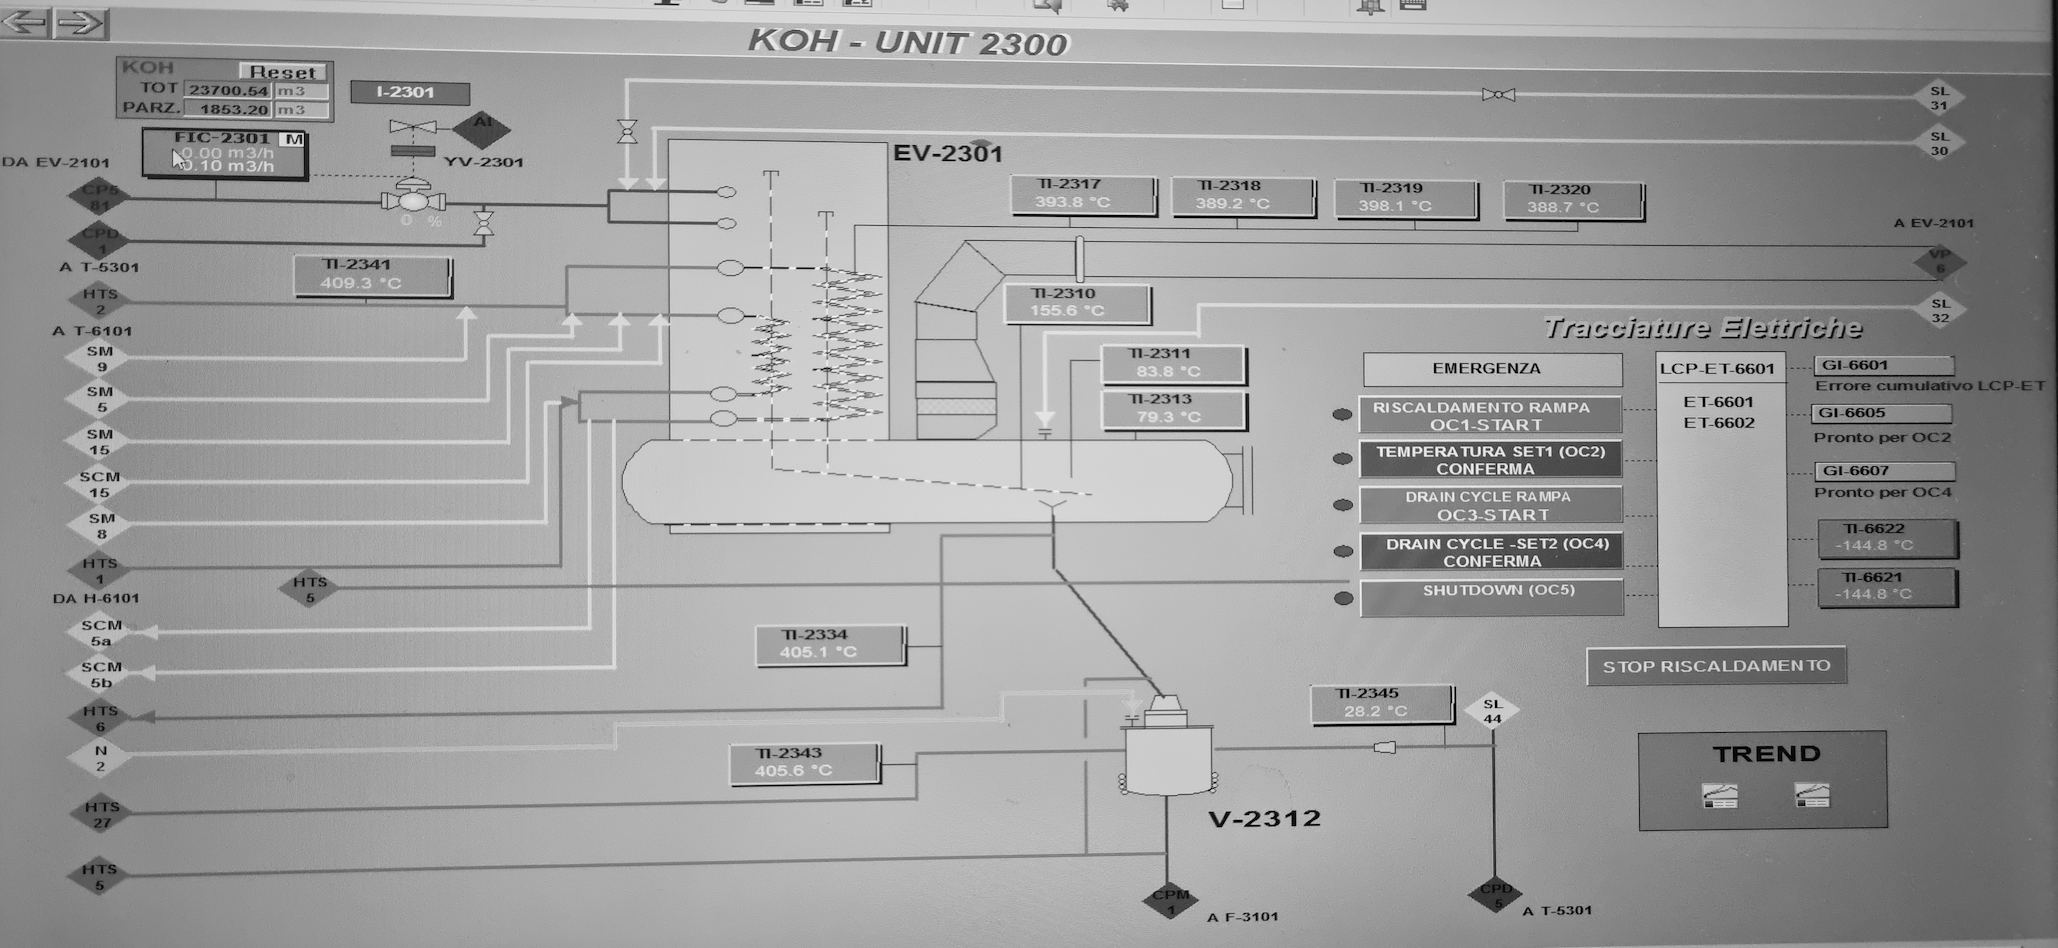 KOH - UNIT 2300
KOH
Reset
TOT 23700.54 m3
PARZ. 1853.20 m3
I-2301
FIC-2301 M
0.00 m3/h
0.10 m3/h
AI
YV-2301
0 %
DA EV-2101
CP5
81
CPD
1
A T-5301
HTS
2
A T-6101
SM
9
SM
5
SM
15
SCM
15
SM
8
HTS
1
DA H-6101
HTS
5
SCM
5a
SCM
5b
HTS
6
N
2
HTS
27
HTS
5
TI-2341
409.3 °C
EV-2301
TI-2317
393.8 °C
TI-2318
389.2 °C
TI-2319
398.1 °C
TI-2320
388.7 °C
SL
31
SL
30
A EV-2101
VP
6
SL
32
TI-2310
155.6 °C
TI-2311
83.8 °C
TI-2313
79.3 °C
Tracciature Elettriche
EMERGENZA
RISCALDAMENTO RAMPA
OC1-START
TEMPERATURA SET1 (OC2)
CONFERMA
DRAIN CYCLE RAMPA
OC3-START
DRAIN CYCLE -SET2 (OC4)
CONFERMA
SHUTDOWN (OC5)
LCP-ET-6601
ET-6601
ET-6602
GI-6601
Errore cumulativo LCP-ET
GI-6605
Pronto per OC2
GI-6607
Pronto per OC4
TI-6622
-144.8 °C
TI-6621
-144.8 °C
STOP RISCALDAMENTO
TI-2334
405.1 °C
TI-2343
405.6 °C
TI-2345
28.2 °C
SL
44
V-2312
TREND
CPM
1
A F-3101
CPD
5
A T-5301